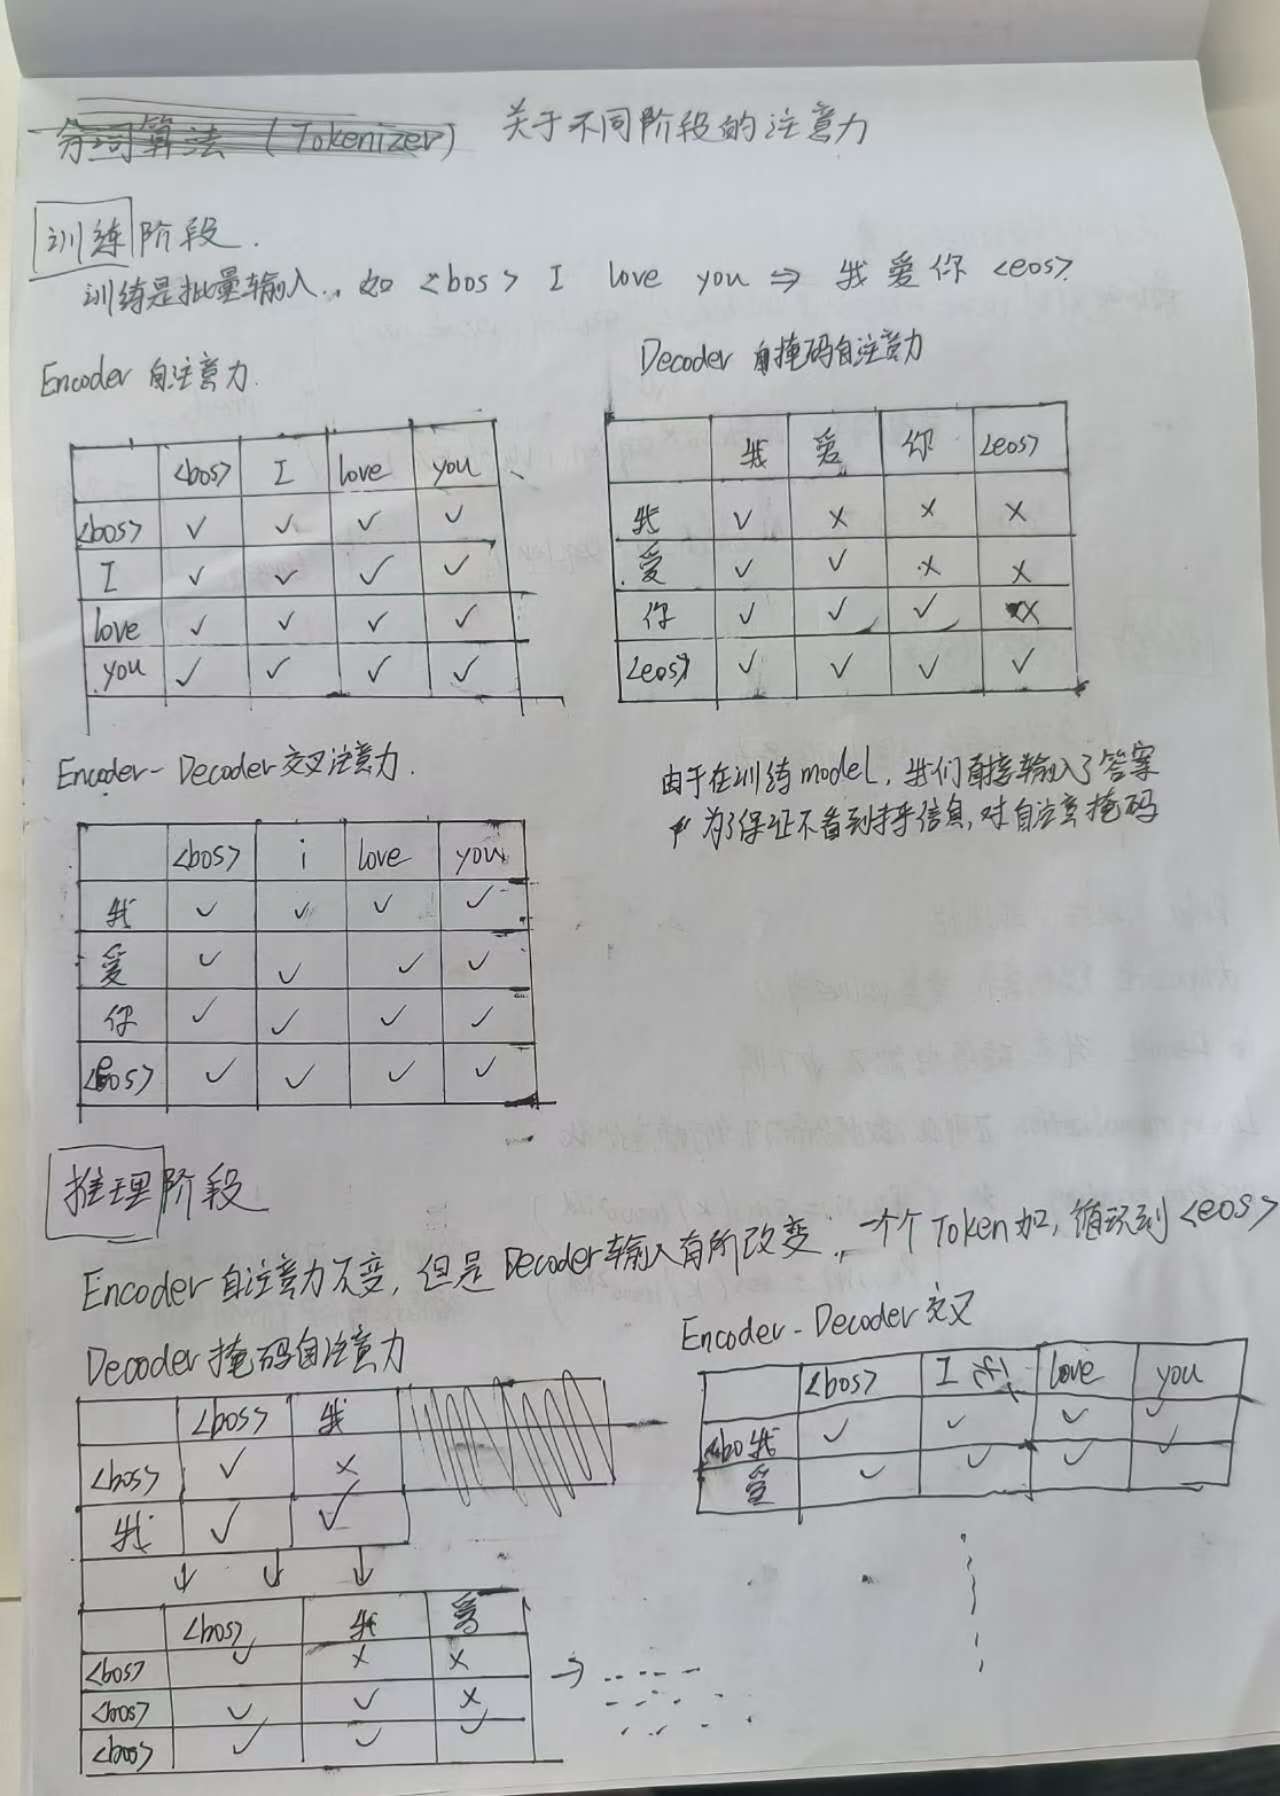 分词算法 (Tokenizer) 关于不同阶段的注意力
训练阶段.
训练是批量输入.. 如 <bos> I love you ⇒ 我 爱 你 <eos>.
Encoder 自注意力.
<bos> I love you
<bos> ✓ ✓ ✓ ✓
I ✓ ✓ ✓ ✓
love ✓ ✓ ✓ ✓
you ✓ ✓ ✓ ✓
Decoder 掩码自注意力
我 爱 你 <eos>
我 ✓ × × ×
爱 ✓ ✓ × ×
你 ✓ ✓ ✓ ×
<eos> ✓ ✓ ✓ ✓
Encoder - Decoder 交叉注意力.
<bos> i love you
我 ✓ ✓ ✓ ✓
爱 ✓ ✓ ✓ ✓
你 ✓ ✓ ✓ ✓
<eos> ✓ ✓ ✓ ✓
由于在训练model, 我们直接输入了答案
为了保证不看到 信息, 对自注意掩码
推理阶段
Encoder 自注意力不变, 但是 Decoder 输入有所改变, 一个个 Token 加, 循环到 <eos>
Decoder 掩码自注意力
<bos> 我
<bos> ✓ ×
我 ✓ ✓
↓ ↓ ↓
<bos> 我 爱
<bos> ✓ × ×
<bos> ✓ ✓ ×
<bos> ✓ ✓ ✓
→
Encoder - Decoder 交叉
<bos> I love you
我 ✓ ✓ ✓ ✓
爱 ✓ ✓ ✓ ✓